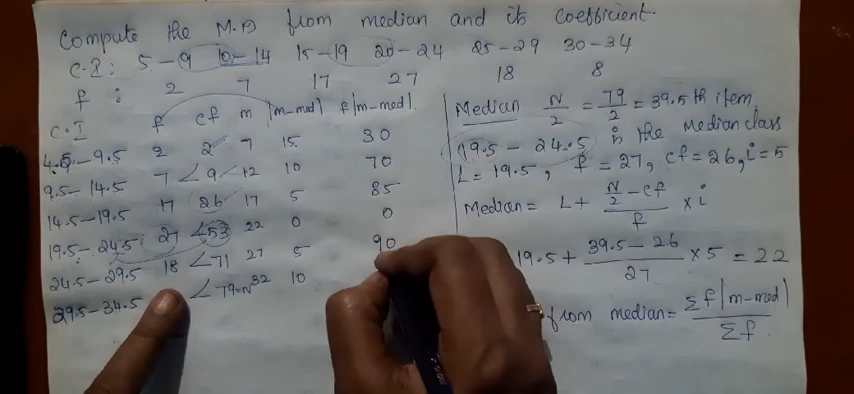 Compute the M.D from median and its coefficient.
C.I: 5-9 10-14 15-19 20-24 25-29 30-34
f: 2 7 17 27 18 8
C.I f cf m |m-med| f|m-med|
4.5-9.5 2 2 7 15 30
9.5-14.5 7 9 12 10 70
14.5-19.5 17 26 17 5 85
19.5-24.5 27 53 22 0 0
24.5-29.5 18 71 27 5 90
29.5-34.5 79=N 32 10
Median N/2 = 79/2 = 39.5th item
19.5-24.5 is the Median class
L=19.5, f=27, cf=26, i=5
Median= L+ (N/2-cf)/f ×i
19.5+ (39.5-26)/27 ×5 = 22
from median= Σf|m-med|/Σf.